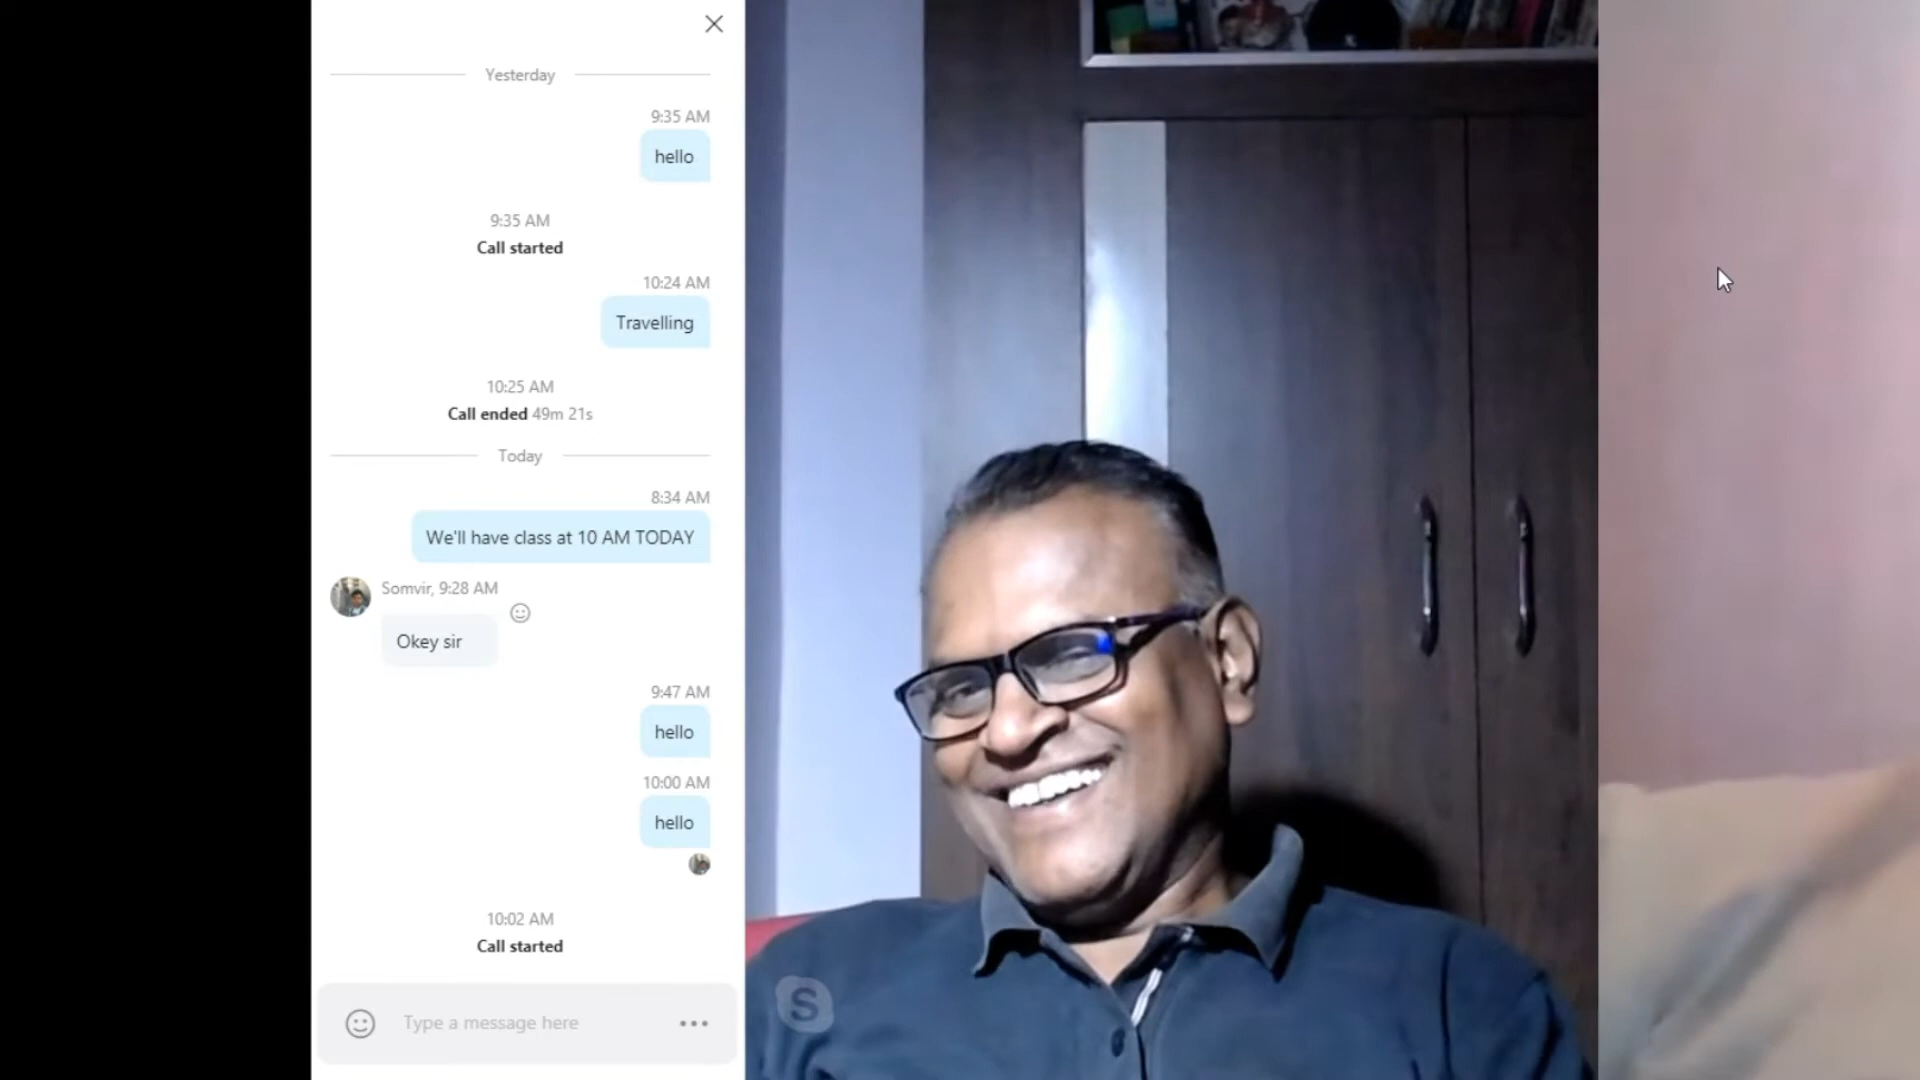 Yesterday
9:35 AM
hello
9:35 AM
Call started
10:24 AM
Travelling
10:25 AM
Call ended 49m 21s
Today
8:34 AM
We'll have class at 10 AM TODAY
Somvir, 9:28 AM
Okey sir
9:47 AM
hello
10:00 AM
hello
10:02 AM
Call started
Type a message here
S